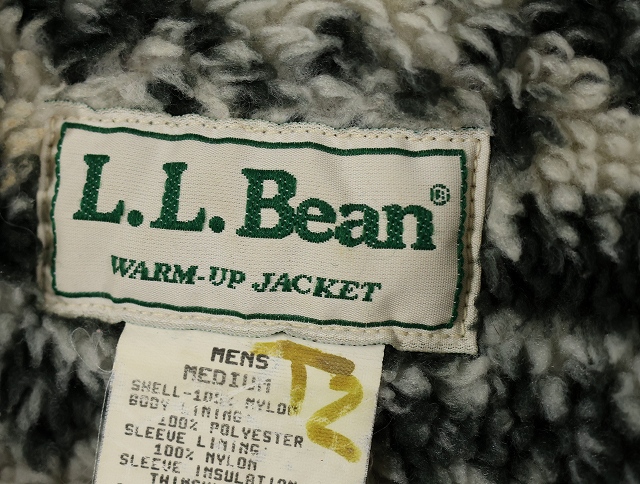 L.L.Bean®
WARM-UP JACKET
MENS
MEDIUM
SHELL-100% NYLON
BODY LINING:
100% POLYESTER
SLEEVE LINING:
100% NYLON
SLEEVE INSULATION